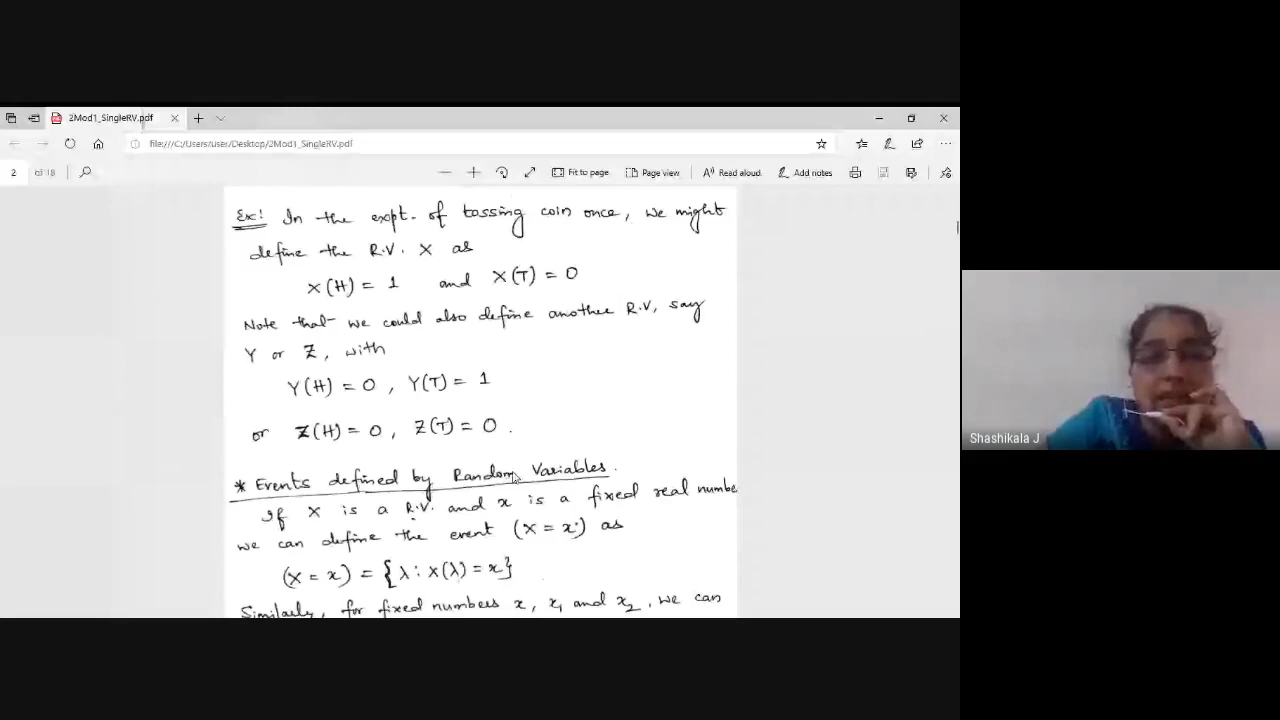 2Mod1_SingleRV.pdf
file:///C:/Users/user/Desktop/2Mod1_SingleRV.pdf
2 of 18 Fit to page Page view Read aloud Add notes
Ex! In the expt. of tossing coin once, we might
define the R.V. X as
X(H) = 1 and X(T) = 0
Note that we could also define another R.V, say
Y or Z, with
Y(H) = 0, Y(T) = 1
or Z(H) = 0, Z(T) = 0.
* Events defined by Random Variables.
If X is a R.V. and x is a fixed real numbe
we can define the event (X = x) as
(X = x) = {λ : X(λ) = x}
Similarly, for fixed numbers x, x₁ and x₂, we can
Shashikala J